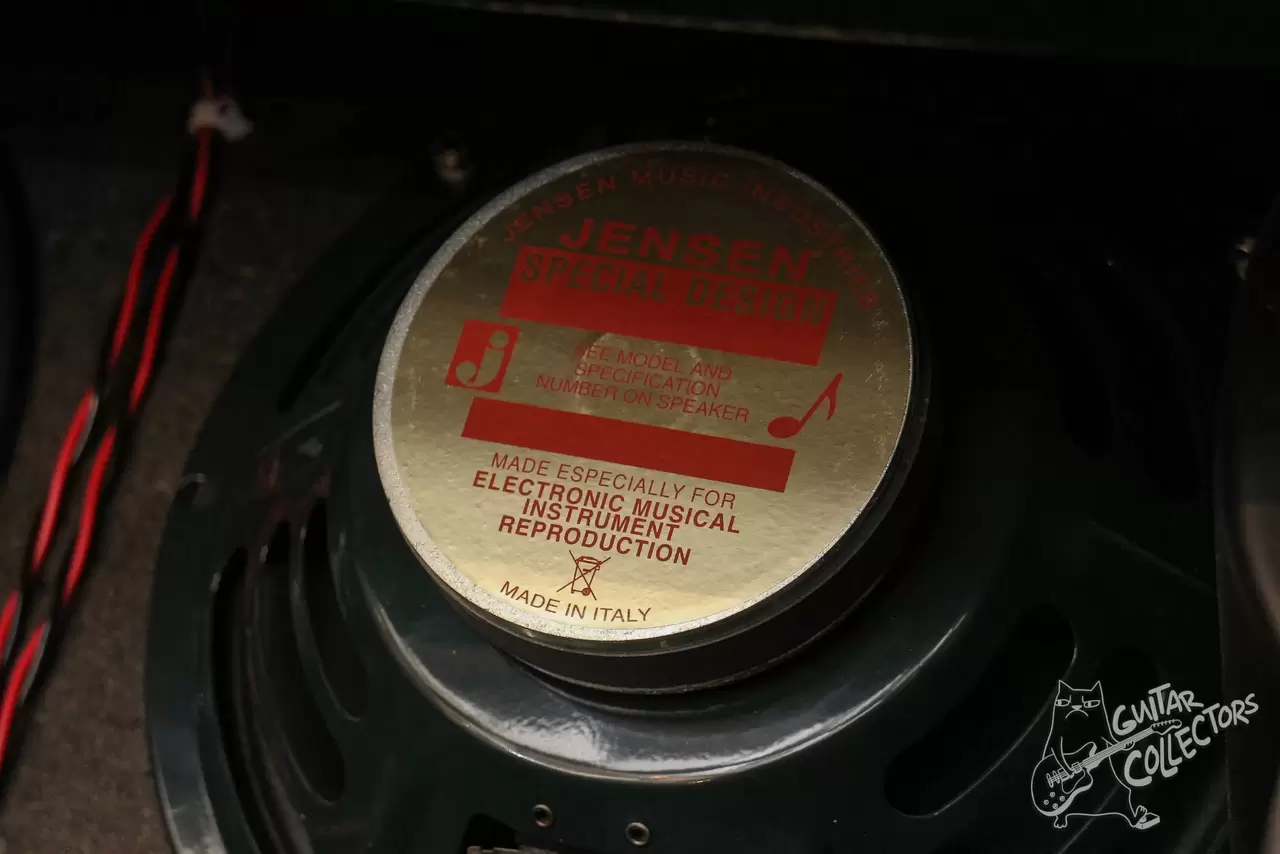 JENSEN MUSIC INDUSTRIES
JENSEN
SPECIAL DESIGN
j
SEE MODEL AND
SPECIFICATION
NUMBER ON SPEAKER
MADE ESPECIALLY FOR
ELECTRONIC MUSICAL
INSTRUMENT
REPRODUCTION
MADE IN ITALY
GUITAR
COLLECTORS